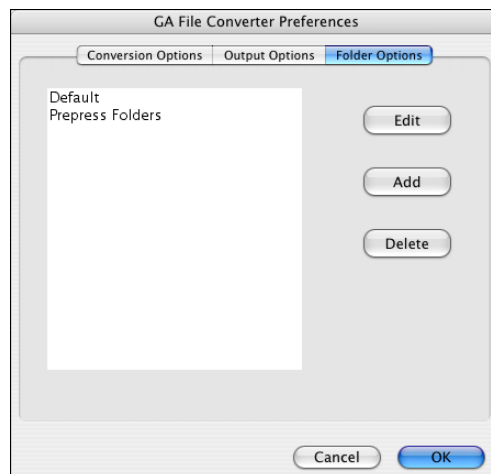 GA File Converter Preferences
Conversion Options Output Options Folder Options
Default
Prepress Folders
Edit
Add
Delete
Cancel OK